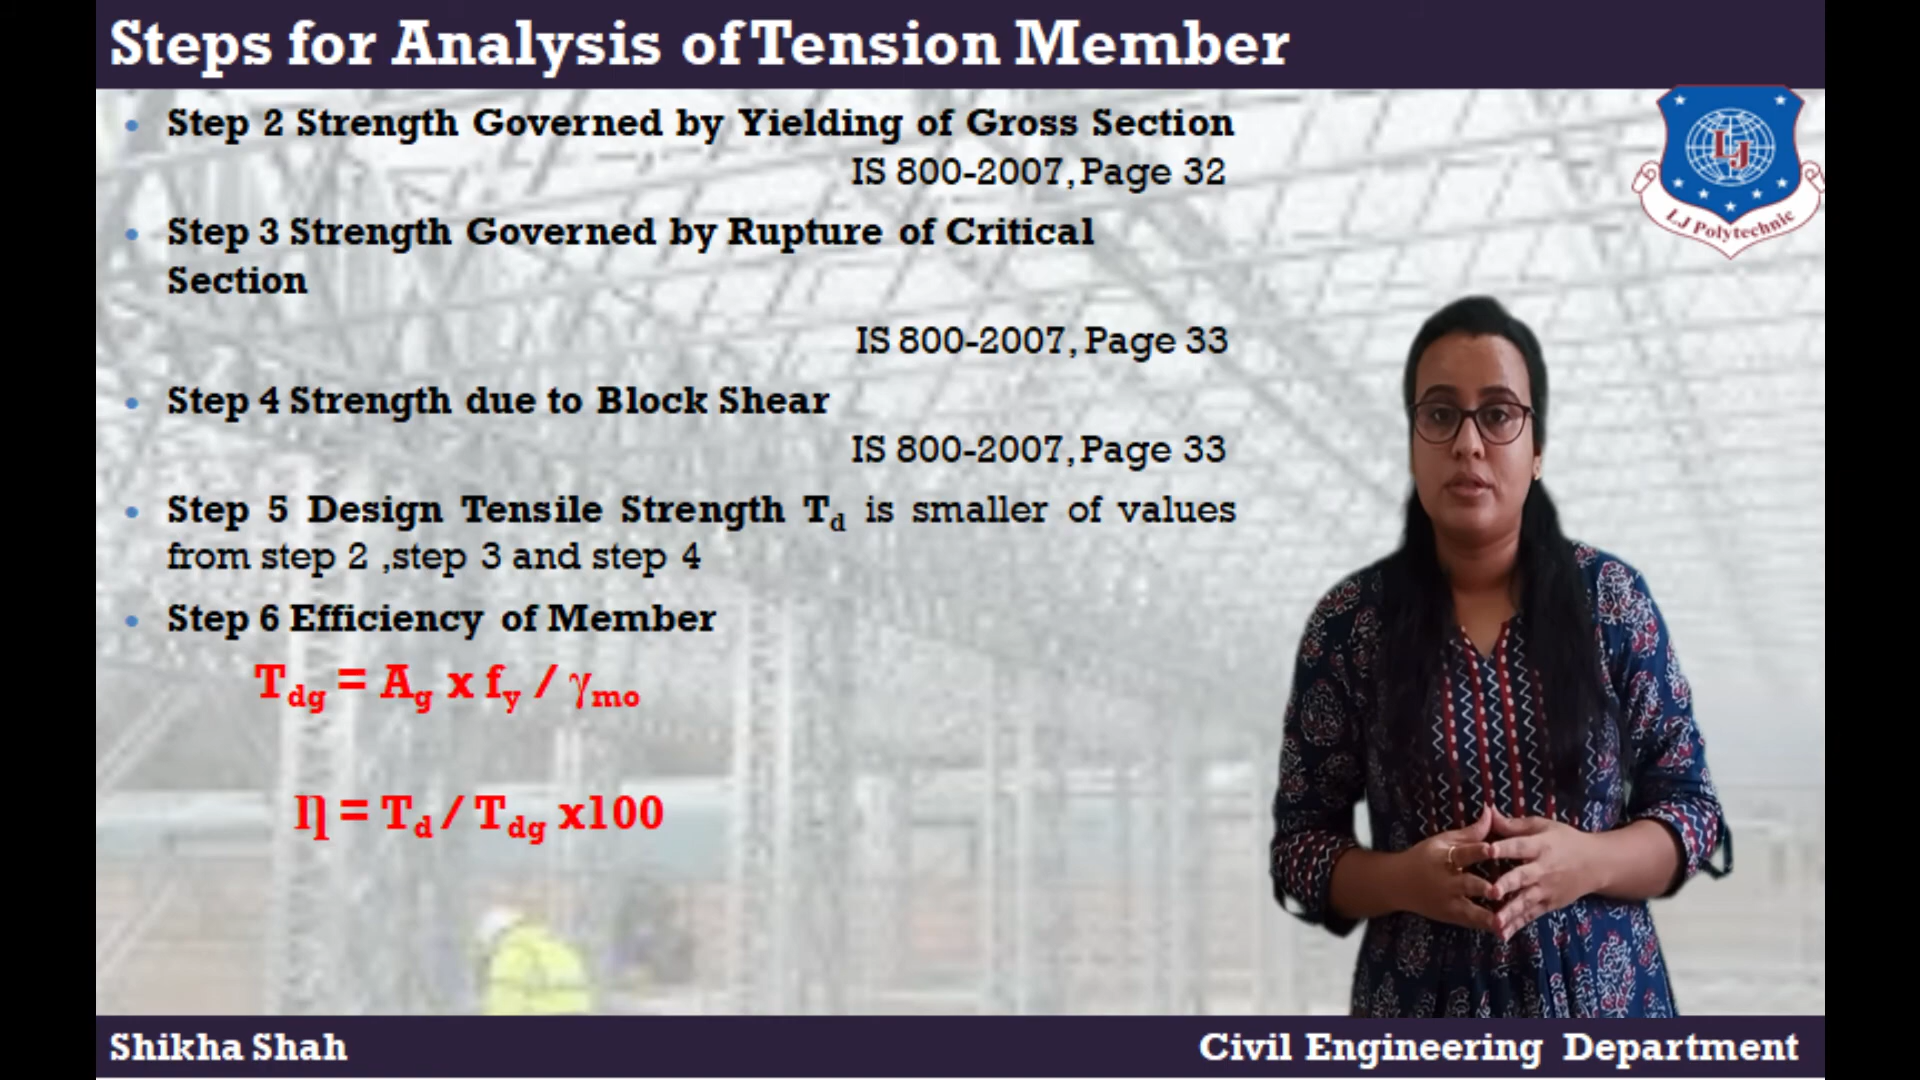 Steps for Analysis of Tension Member
• Step 2 Strength Governed by Yielding of Gross Section
IS 800-2007, Page 32
• Step 3 Strength Governed by Rupture of Critical
Section
IS 800-2007, Page 33
• Step 4 Strength due to Block Shear
IS 800-2007, Page 33
• Step 5 Design Tensile Strength Td is smaller of values
from step 2 ,step 3 and step 4
• Step 6 Efficiency of Member
Tdg = Ag x fy / γmo
η = Td / Tdg x100
LJ
LJ Polytechnic
Shikha Shah
Civil Engineering Department